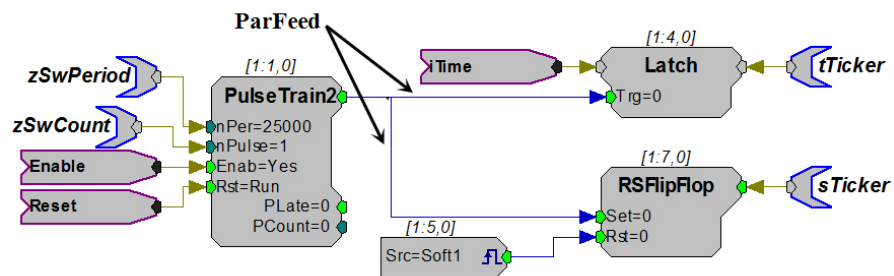 ParFeed
[1:1,0]
[1:4,0]
zSwPeriod
iTime
Latch
tTicker
PulseTrain2
Trg=0
zSwCount
nPer=25000
nPulse=1
Enable
Enab=Yes
[1:7,0]
Reset
Rst=Run
RSFlipFlop
sTicker
PLate=0
Set=0
PCount=0
[1:5,0]
Rst=0
Src=Soft1